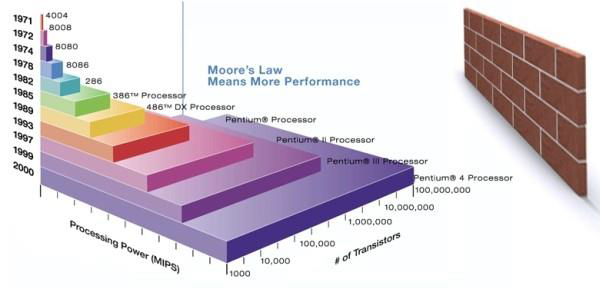 1971
1972
1974
1978
1982
1985
1989
1993
1997
1999
2000
4004
8008
8080
8086
286
386™ Processor
486™ DX Processor
Pentium® Processor
Pentium® II Processor
Pentium® III Processor
Pentium® 4 Processor
Moore's Law
Means More Performance
100,000,000
10,000,000
1,000,000
100,000
10,000
1000
Processing Power (MIPS)
# of Transistors